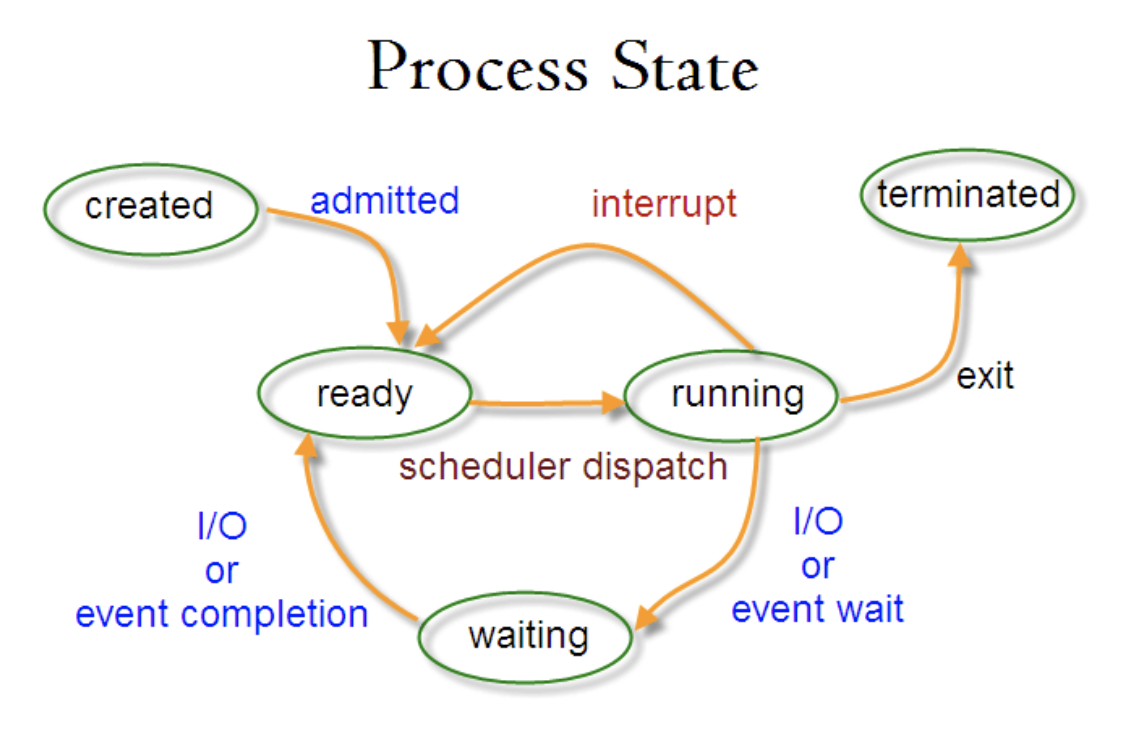 Process State
created
admitted
interrupt
terminated
ready
running
exit
scheduler dispatch
I/O
or
event completion
I/O
or
event wait
waiting